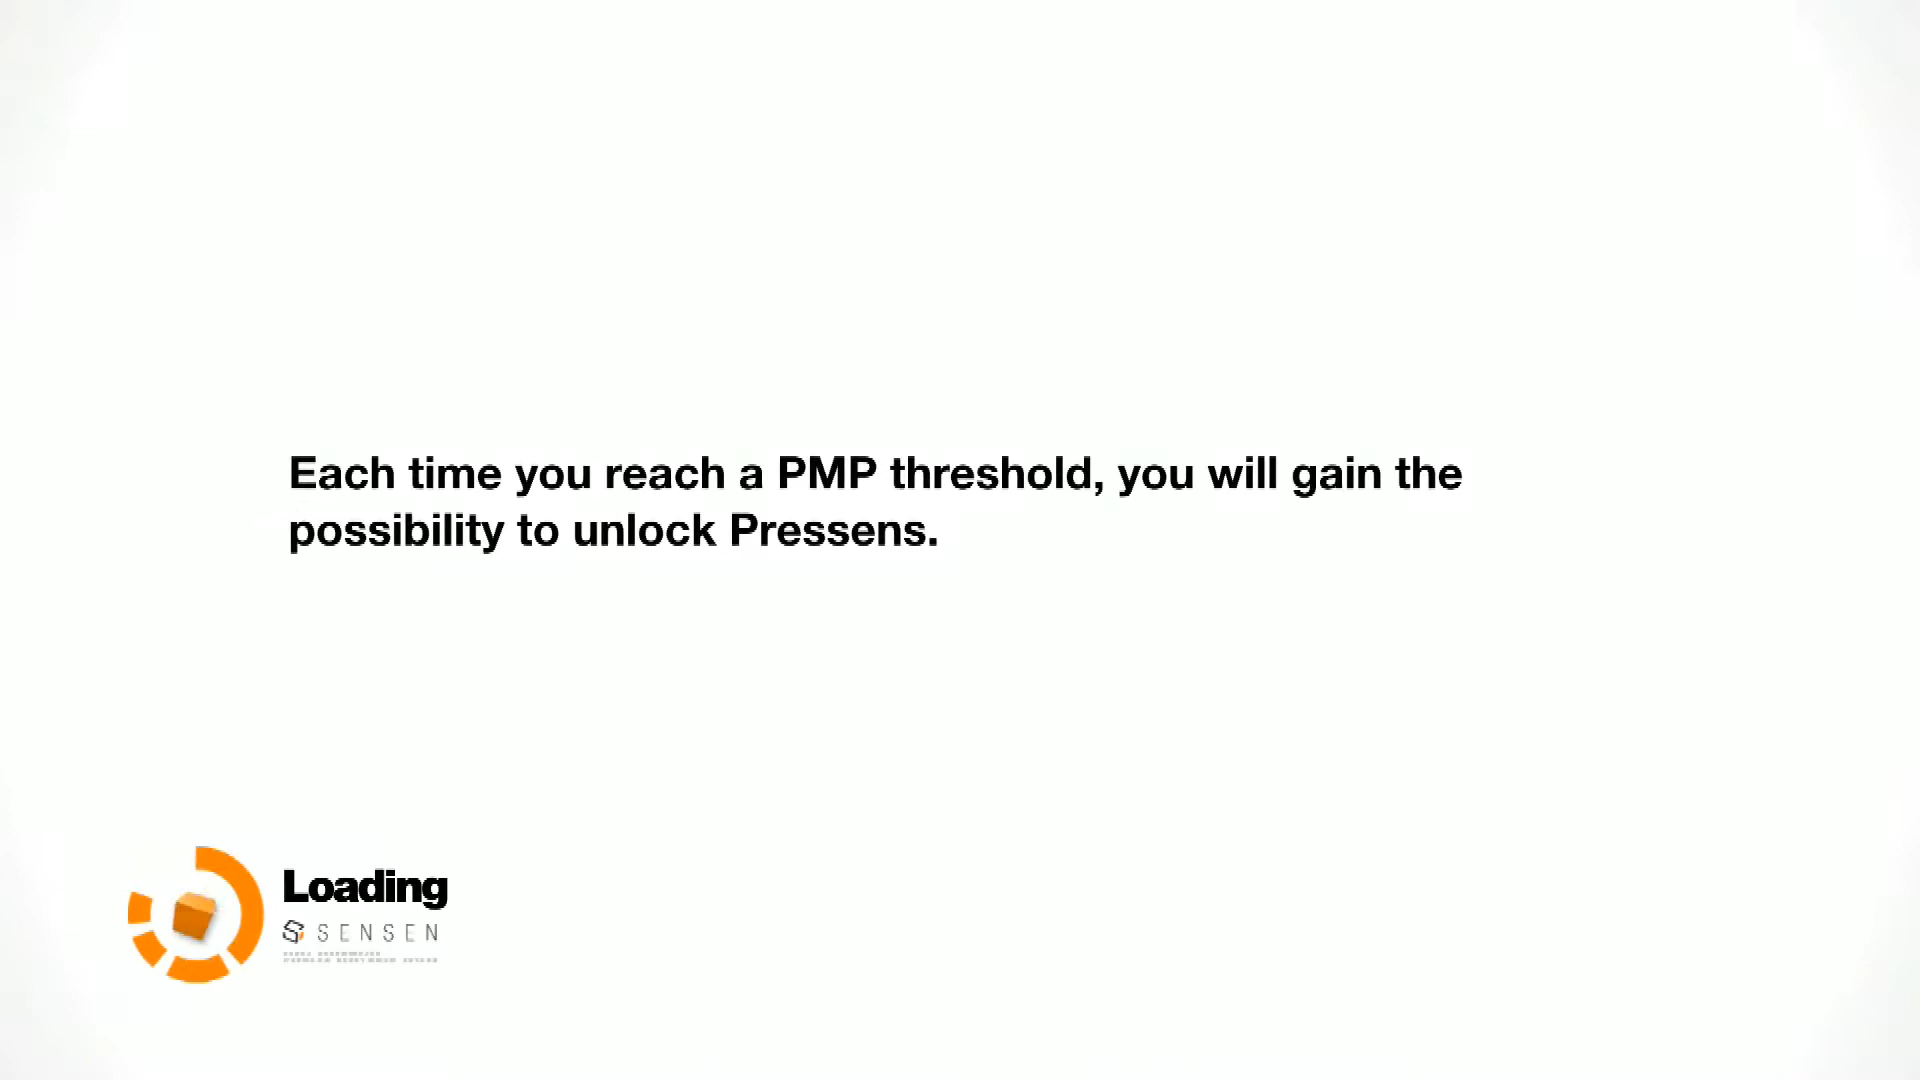 Each time you reach a PMP threshold, you will gain the
possibility to unlock Pressens.
Loading
SENSEN